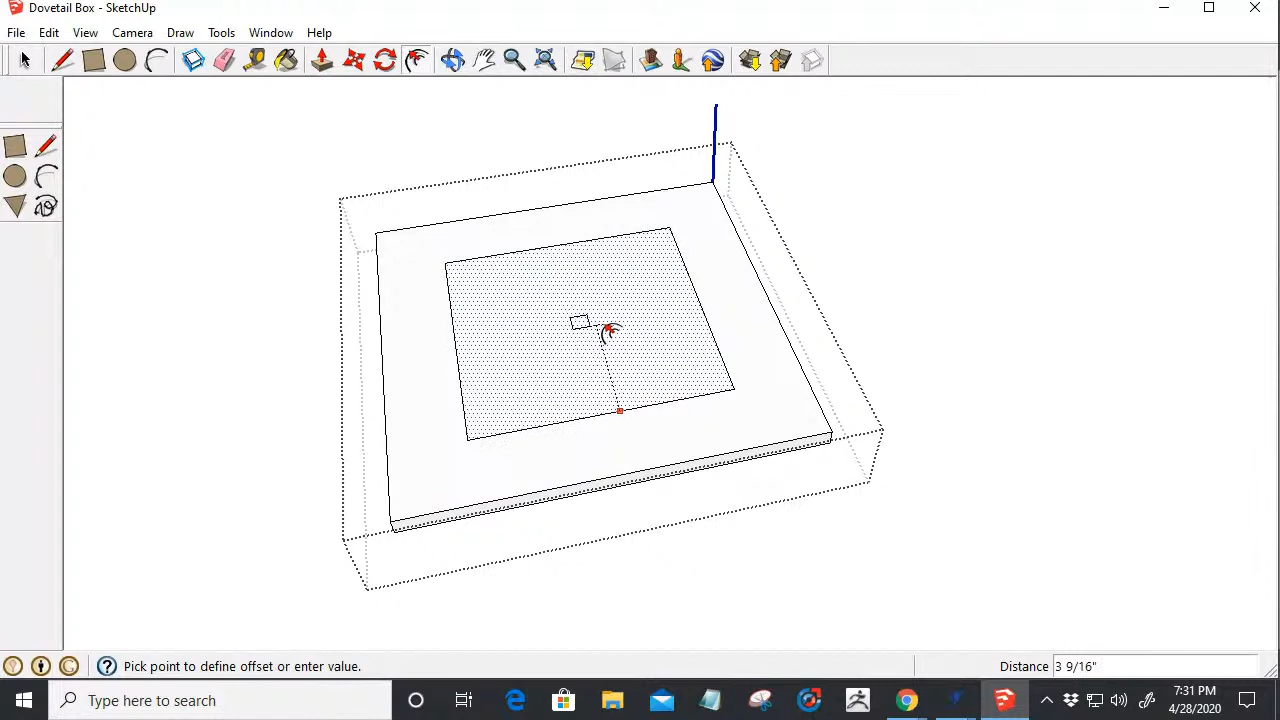 Dovetail Box - SketchUp
File Edit View Camera Draw Tools Window Help
Pick point to define offset or enter value.
Distance 3 9/16"
Type here to search
7:31 PM
4/28/2020